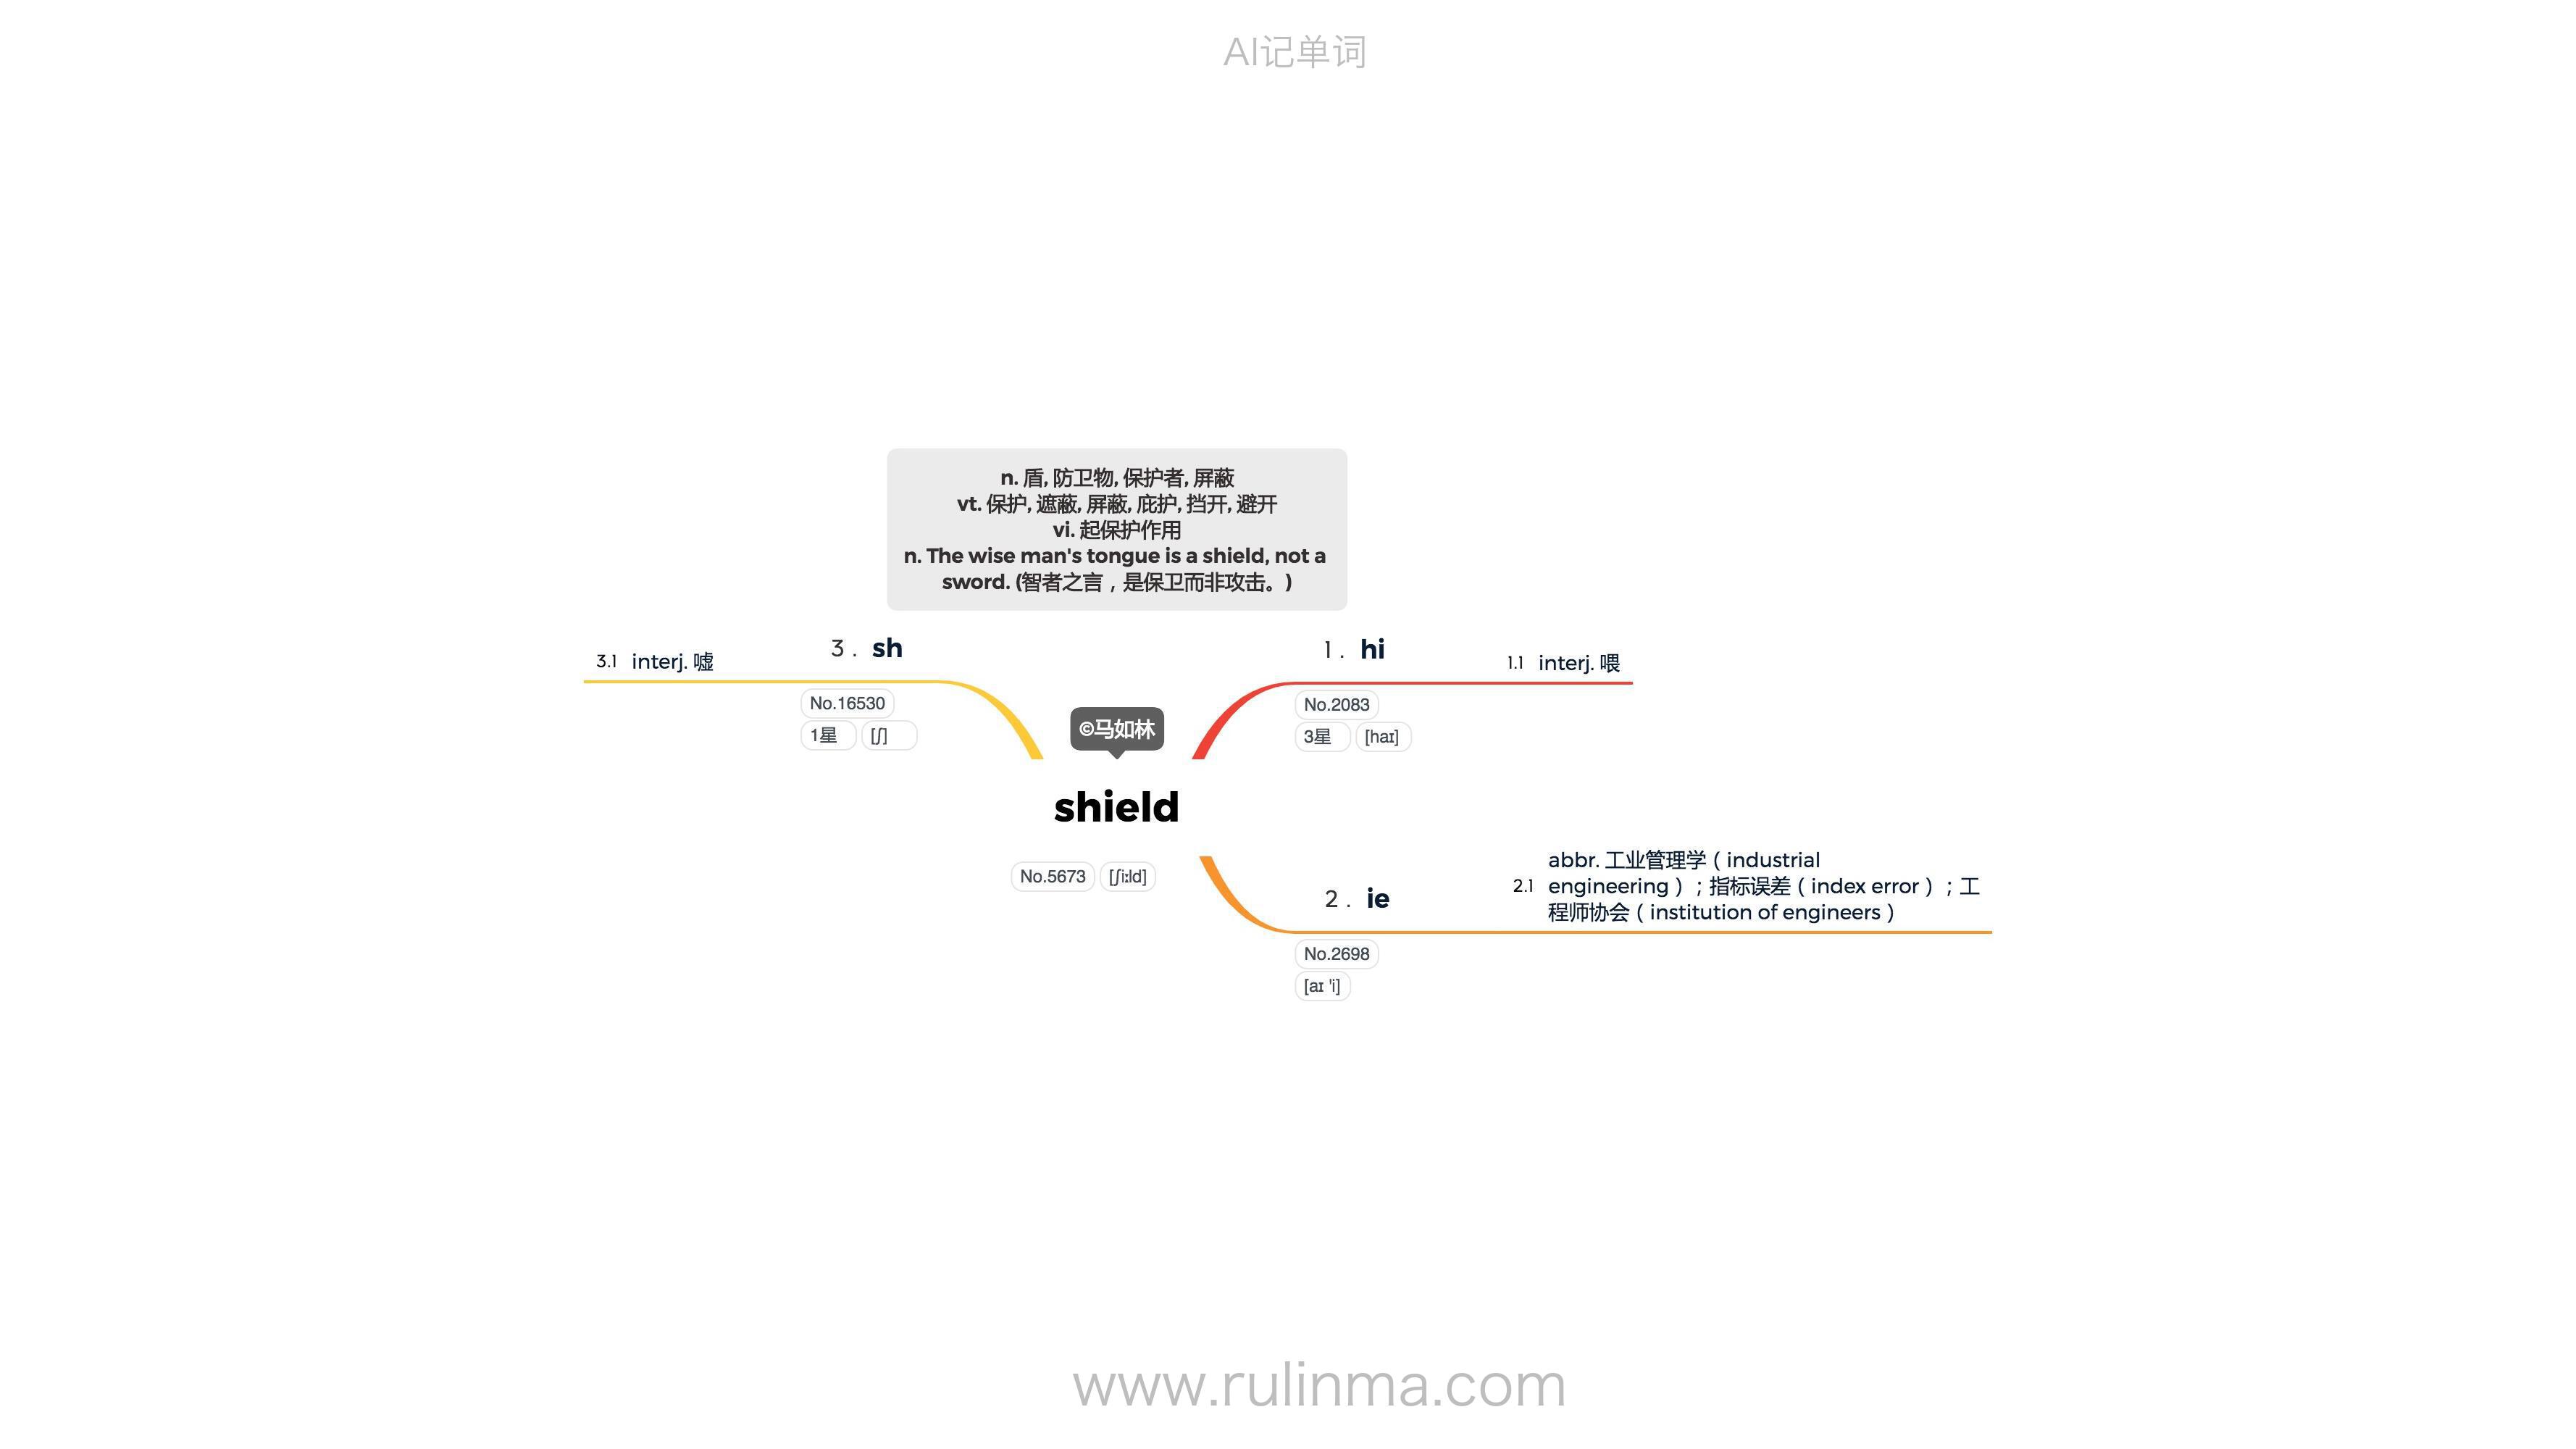 AI记单词
n. 盾, 防卫物, 保护者, 屏蔽
vt. 保护, 遮蔽, 屏蔽, 庇护, 挡开, 避开
vi. 起保护作用
n. The wise man's tongue is a shield, not a
sword. (智者之言，是保卫而非攻击。)
3 . sh
3.1 interj. 嘘
No.16530
1星 [ʃ]
1 . hi
1.1 interj. 喂
No.2083
3星 [haɪ]
©马如林
shield
No.5673 [ʃi:ld]
2 . ie
2.1 abbr. 工业管理学（industrial
engineering）；指标误差（index error）；工
程师协会（institution of engineers）
No.2698
[aɪ 'i]
www.rulinma.com